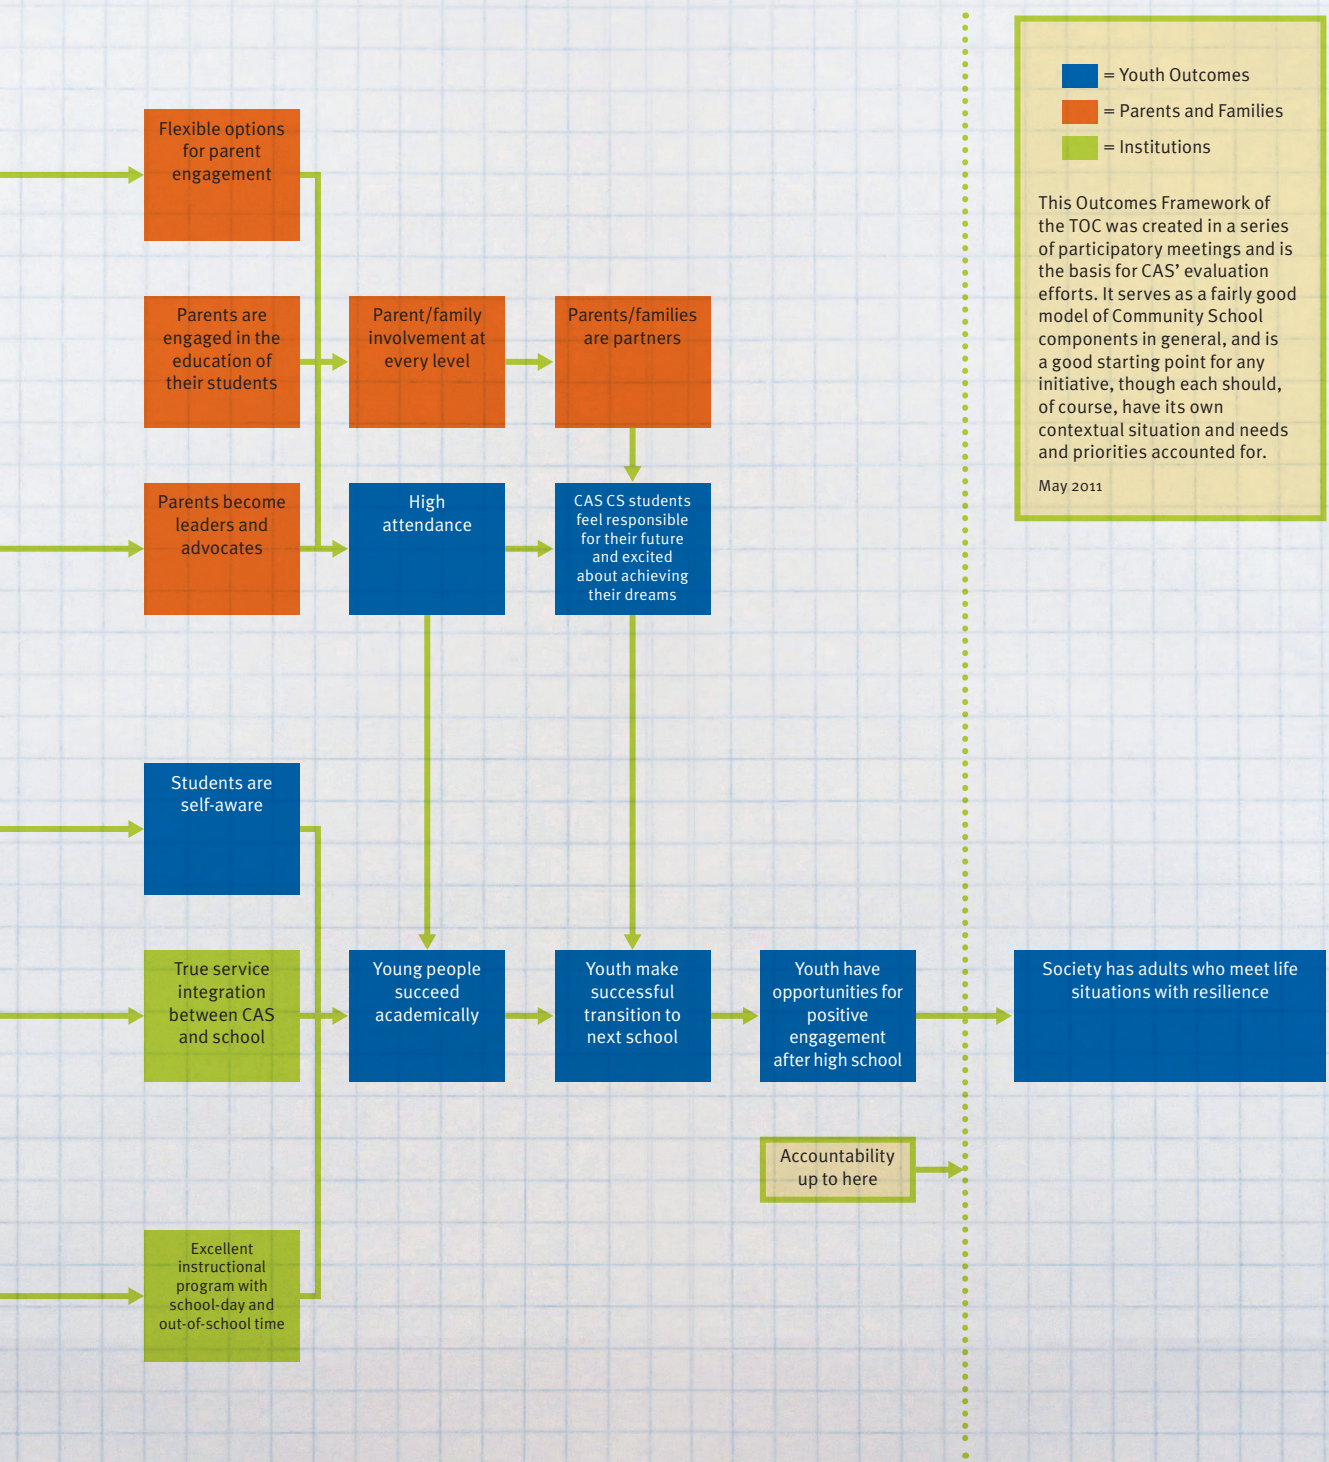 = Youth Outcomes
= Parents and Families
= Institutions
This Outcomes Framework of
the TOC was created in a series
of participatory meetings and is
the basis for CAS’ evaluation
efforts. It serves as a fairly good
model of Community School
components in general, and is
a good starting point for any
initiative, though each should,
of course, have its own
contextual situation and needs
and priorities accounted for.
May 2011
Flexible options
for parent
engagement
Parents are
engaged in the
education of
their students
Parent/family
involvement at
every level
Parents/families
are partners
Parents become
leaders and
advocates
High
attendance
CAS CS students
feel responsible
for their future
and excited
about achieving
their dreams
Students are
self-aware
True service
integration
between CAS
and school
Young people
succeed
academically
Youth make
successful
transition to
next school
Youth have
opportunities for
positive
engagement
after high school
Society has adults who meet life
situations with resilience
Accountability
up to here
Excellent
instructional
program with
school-day and
out-of-school time